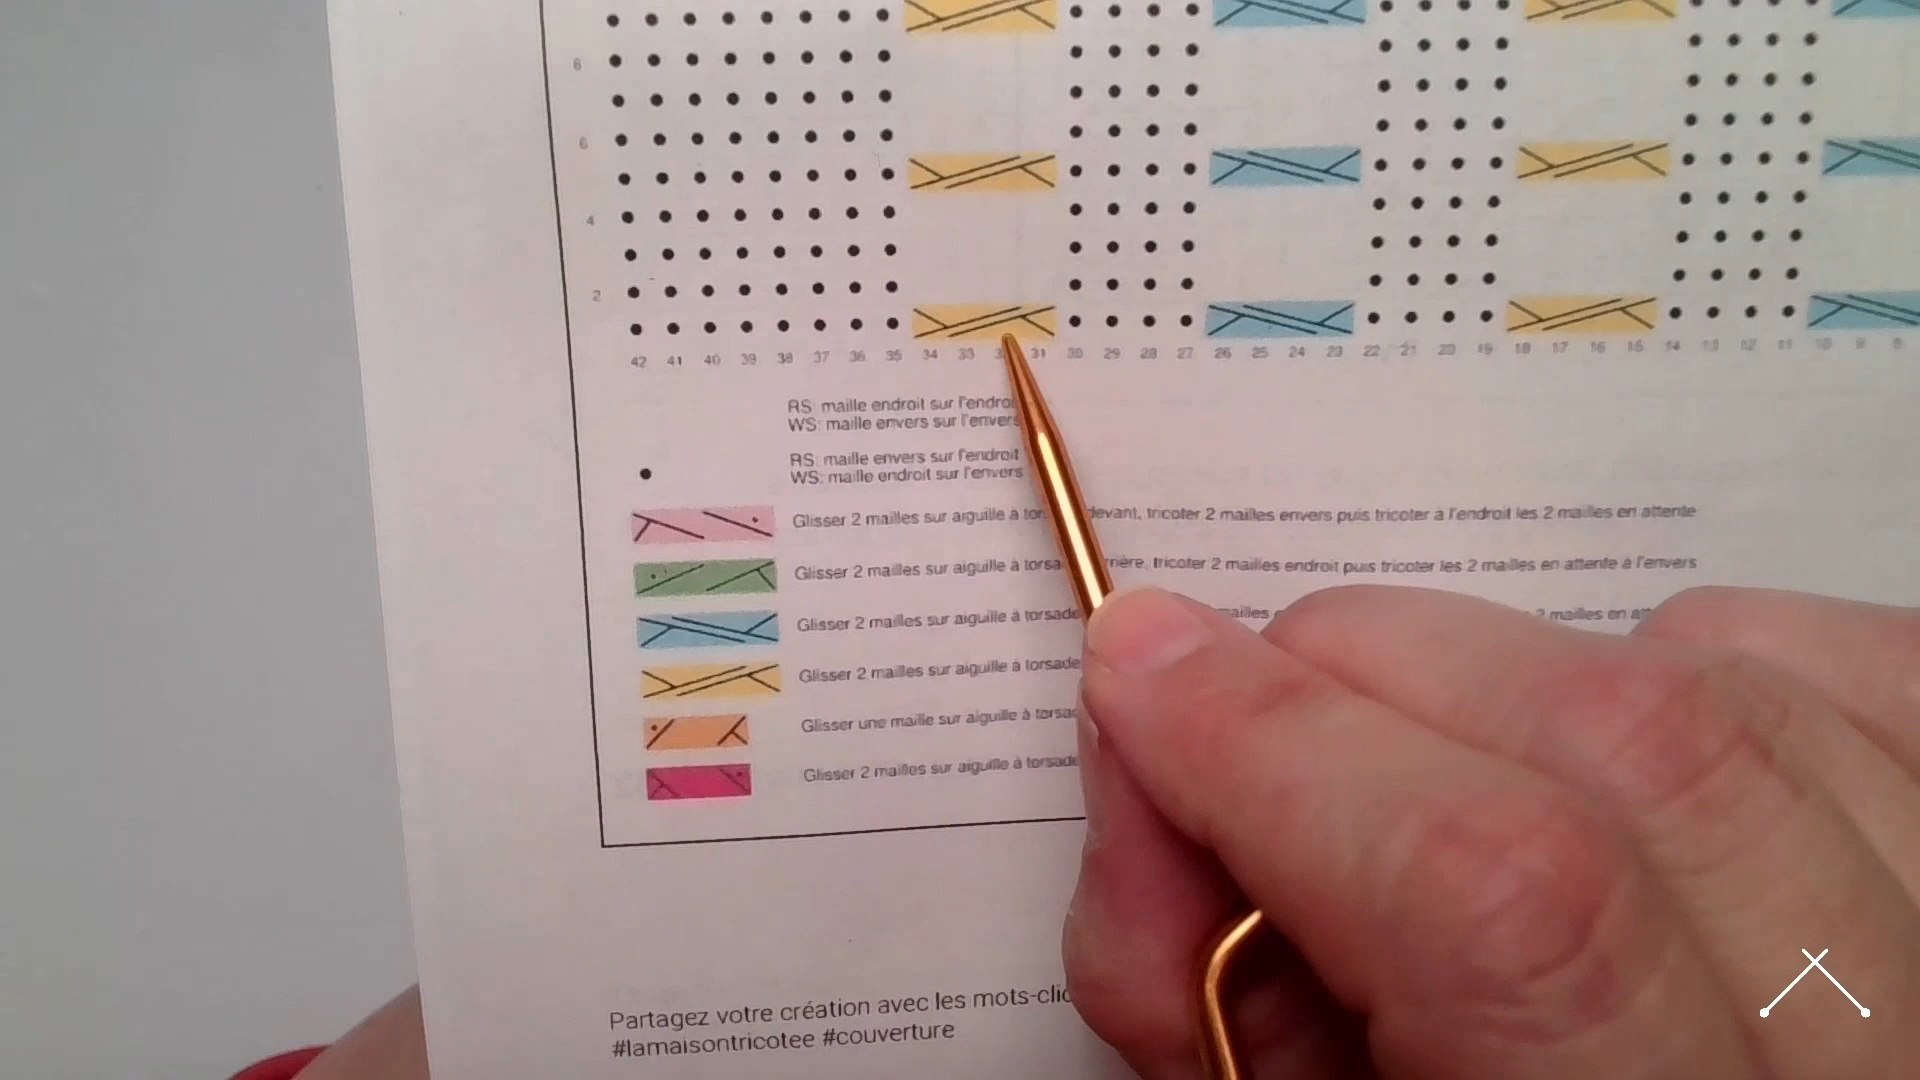 8
6
4
2
42 41 40 39 38 37 36 35 34 33 31 30 29 28 27 26 25 24 23 22 21 20 19 18 17 16 15 14 13 12 11 10 9 8
RS: maille endroit sur l'endroi
WS: maille envers sur l'envers
RS: maille envers sur l'endroit
WS: maille endroit sur l'envers
Glisser 2 mailles sur aiguille à devant, tricoter 2 mailles envers puis tricoter à l'endroit les 2 mailles en attente
Glisser 2 mailles sur aiguille à torsa tricoter 2 mailles endroit puis tricoter les 2 mailles en attente à l'envers
Glisser 2 mailles sur aiguille à torsade mailles 2 mailles en
Glisser 2 mailles sur aiguille à torsade
Glisser une maille sur aiguille à torsad
Glisser 2 mailles sur aiguille à torsade
Partagez votre création avec les mots-clic
#lamaisontricotee #couverture